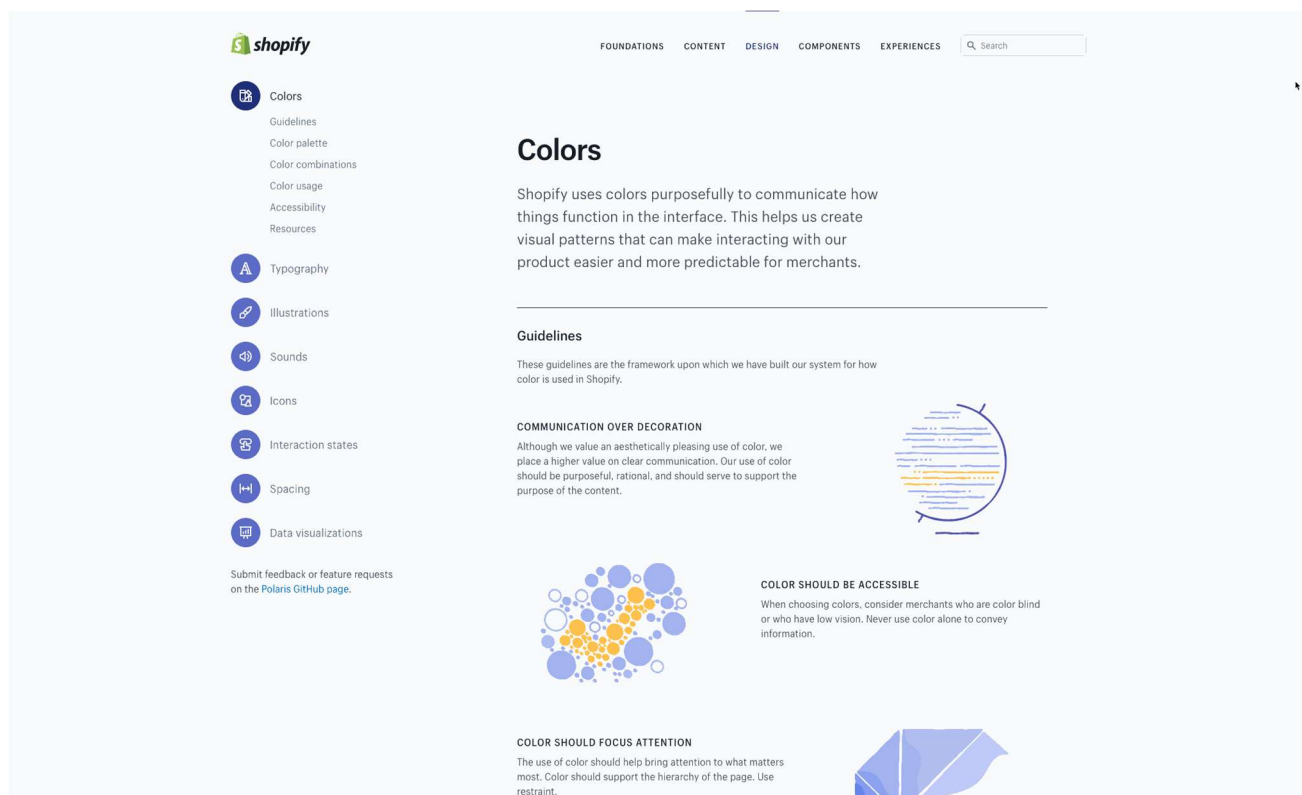 shopify
FOUNDATIONS CONTENT DESIGN COMPONENTS EXPERIENCES Search
Colors
Guidelines
Color palette
Color combinations
Color usage
Accessibility
Resources
Typography
Illustrations
Sounds
Icons
Interaction states
Spacing
Data visualizations
Submit feedback or feature requests
on the Polaris GitHub page.
Colors
Shopify uses colors purposefully to communicate how
things function in the interface. This helps us create
visual patterns that can make interacting with our
product easier and more predictable for merchants.
Guidelines
These guidelines are the framework upon which we have built our system for how
color is used in Shopify.
COMMUNICATION OVER DECORATION
Although we value an aesthetically pleasing use of color, we
place a higher value on clear communication. Our use of color
should be purposeful, rational, and should serve to support the
purpose of the content.
COLOR SHOULD BE ACCESSIBLE
When choosing colors, consider merchants who are color blind
or who have low vision. Never use color alone to convey
information.
COLOR SHOULD FOCUS ATTENTION
The use of color should help bring attention to what matters
most. Color should support the hierarchy of the page. Use
restraint.